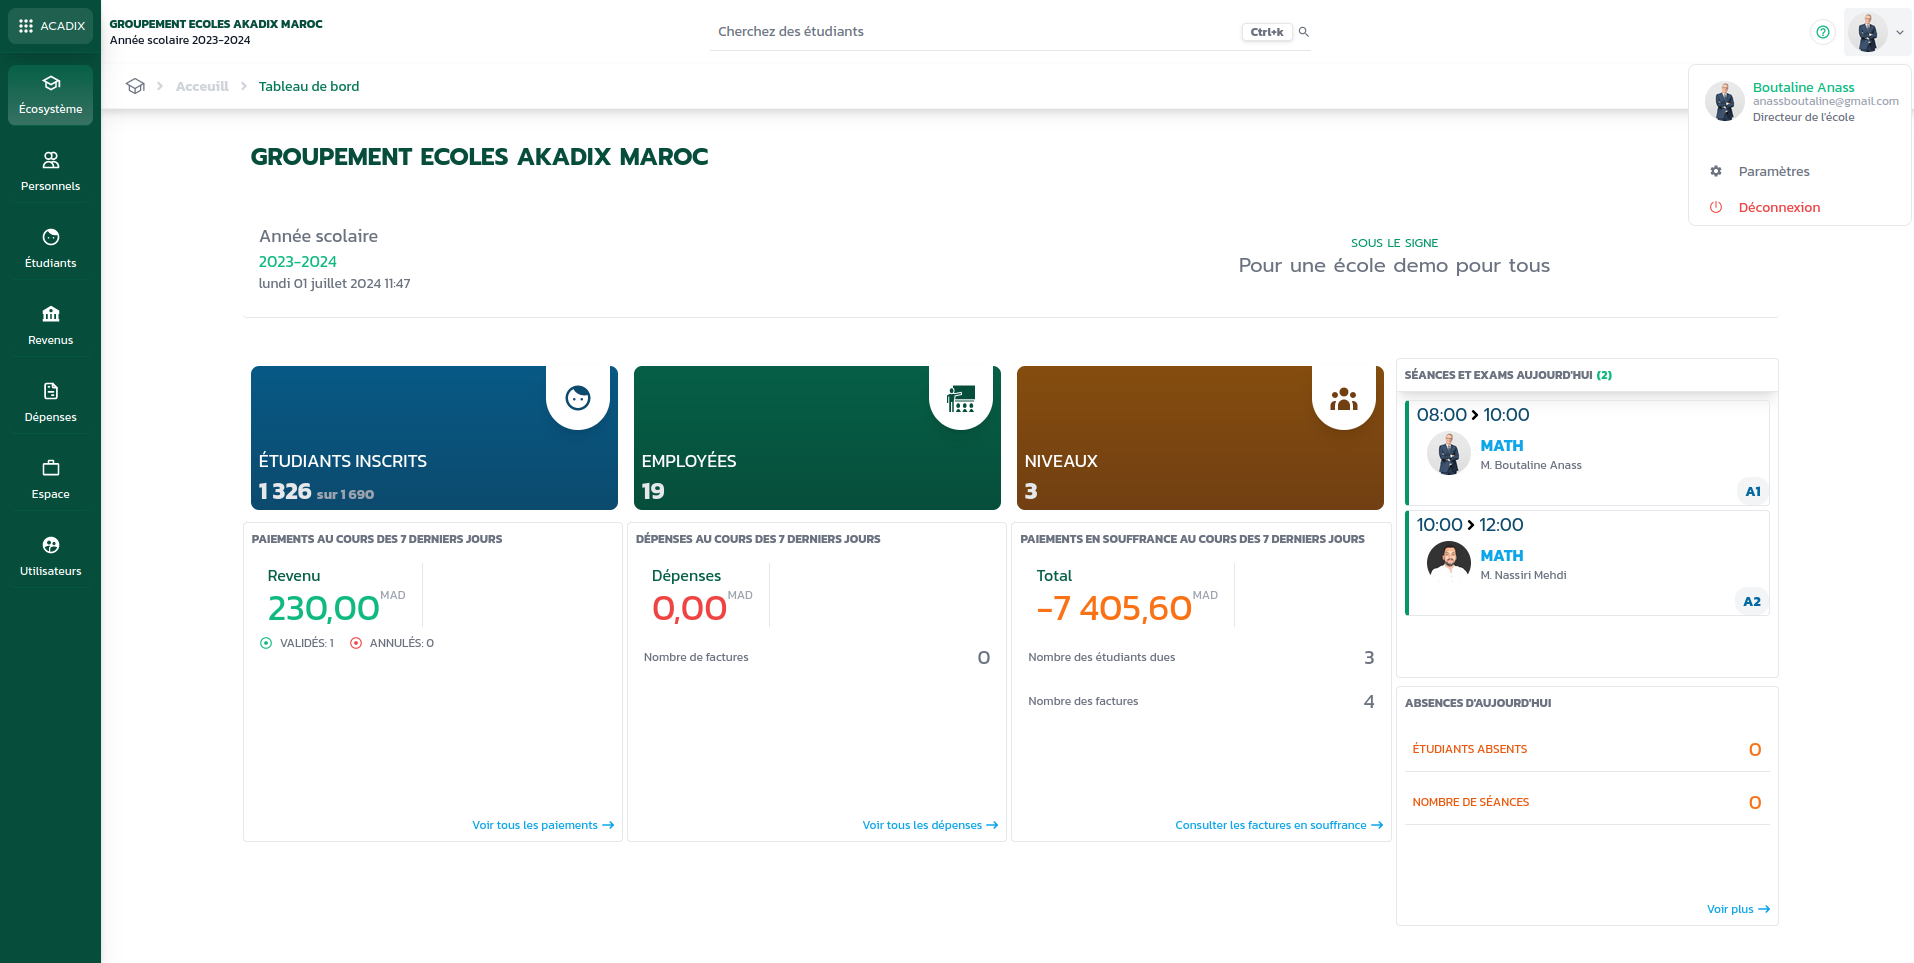 ACADIX
GROUPEMENT ECOLES AKADIX MAROC
Année scolaire 2023-2024
Cherchez des étudiants
Ctrl+k
Boutaline Anass
anassboutaline@gmail.com
Directeur de l'école
Paramètres
Déconnexion
Écosystème
Personnels
Étudiants
Revenus
Dépenses
Espace
Utilisateurs
Acceuill
Tableau de bord
GROUPEMENT ECOLES AKADIX MAROC
Année scolaire
2023-2024
lundi 01 juillet 2024 11:47
SOUS LE SIGNE
Pour une école demo pour tous
ÉTUDIANTS INSCRITS
1 326 sur 1 690
EMPLOYÉES
19
NIVEAUX
3
PAIEMENTS AU COURS DES 7 DERNIERS JOURS
Revenu
230,00 MAD
VALIDÉS: 1 ANNULÉS: 0
Voir tous les paiements
DÉPENSES AU COURS DES 7 DERNIERS JOURS
Dépenses
0,00 MAD
Nombre de factures 0
Voir tous les dépenses
PAIEMENTS EN SOUFFRANCE AU COURS DES 7 DERNIERS JOURS
Total
-7 405,60 MAD
Nombre des étudiants dues 3
Nombre des factures 4
Consulter les factures en souffrance
SÉANCES ET EXAMS AUJOURD'HUI (2)
08:00 10:00
MATH
M. Boutaline Anass
A1
10:00 12:00
MATH
M. Nassiri Mehdi
A2
ABSENCES D'AUJOURD'HUI
ÉTUDIANTS ABSENTS 0
NOMBRE DE SÉANCES 0
Voir plus